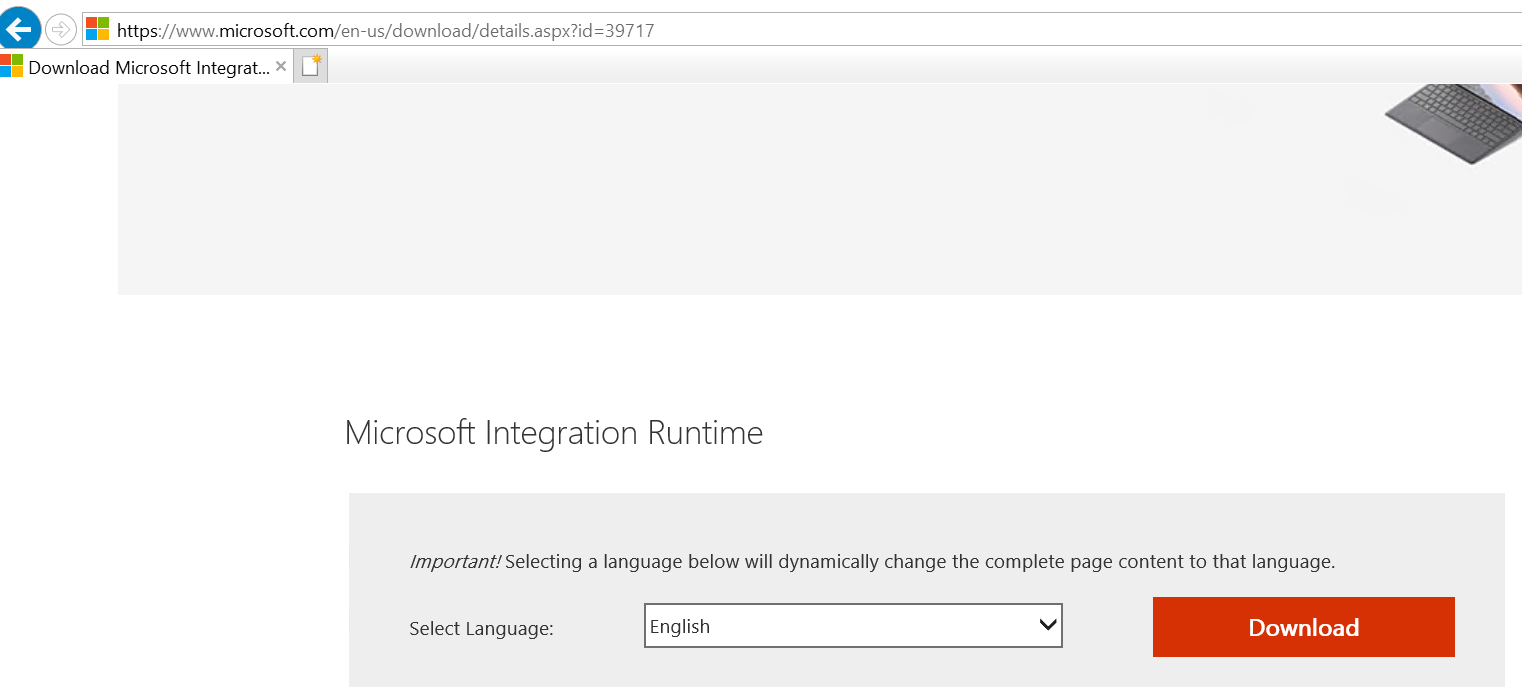 https://www.microsoft.com/en-us/download/details.aspx?id=39717
Download Microsoft Integrat...
Microsoft Integration Runtime
Important! Selecting a language below will dynamically change the complete page content to that language.
Select Language:
English
Download